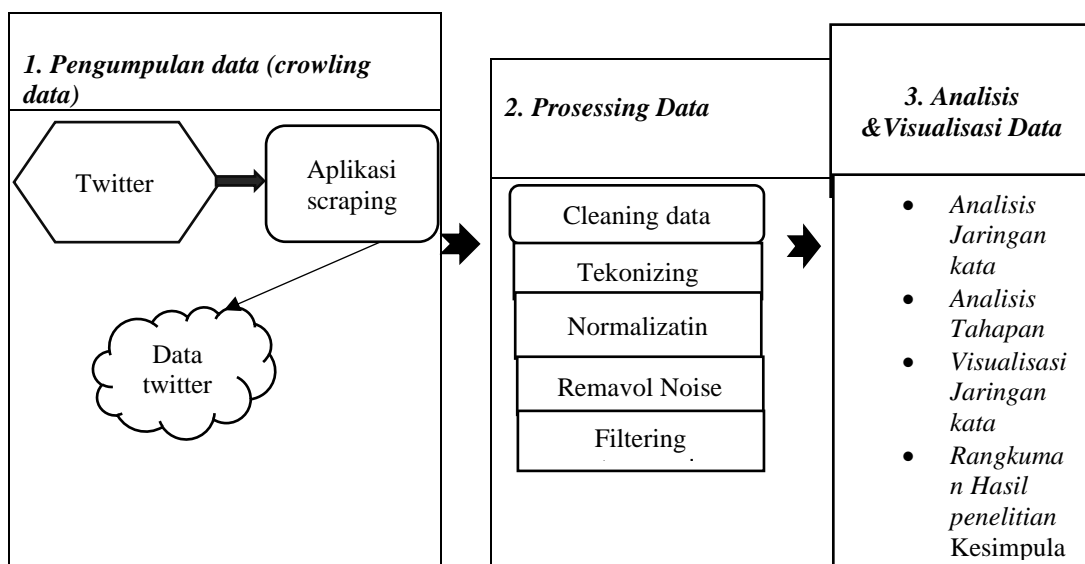 1. Pengumpulan data (crowling
data)
Twitter
Aplikasi
scraping
Data
twitter
2. Prosessing Data
Cleaning data
Tekonizing
Normalizatin
Remavol Noise
Filtering
3. Analisis
&Visualisasi Data
• Analisis
Jaringan
kata
• Analisis
Tahapan
• Visualisasi
Jaringan
kata
• Rangkuma
n Hasil
penelitian
Kesimpula